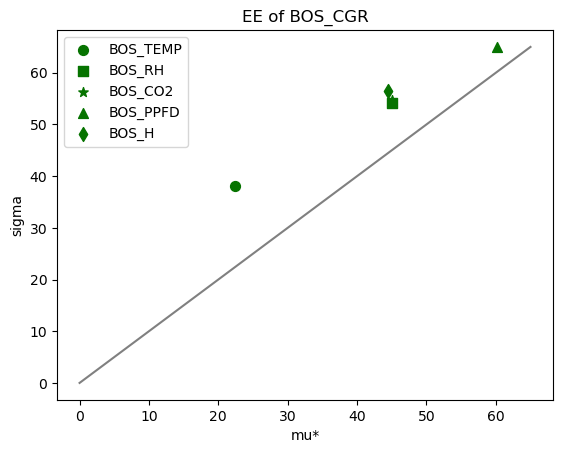 EE of BOS_CGR
BOS_TEMP
BOS_RH
BOS_CO2
BOS_PPFD
BOS_H
sigma
60
50
40
30
20
10
0
0 10 20 30 40 50 60
mu*